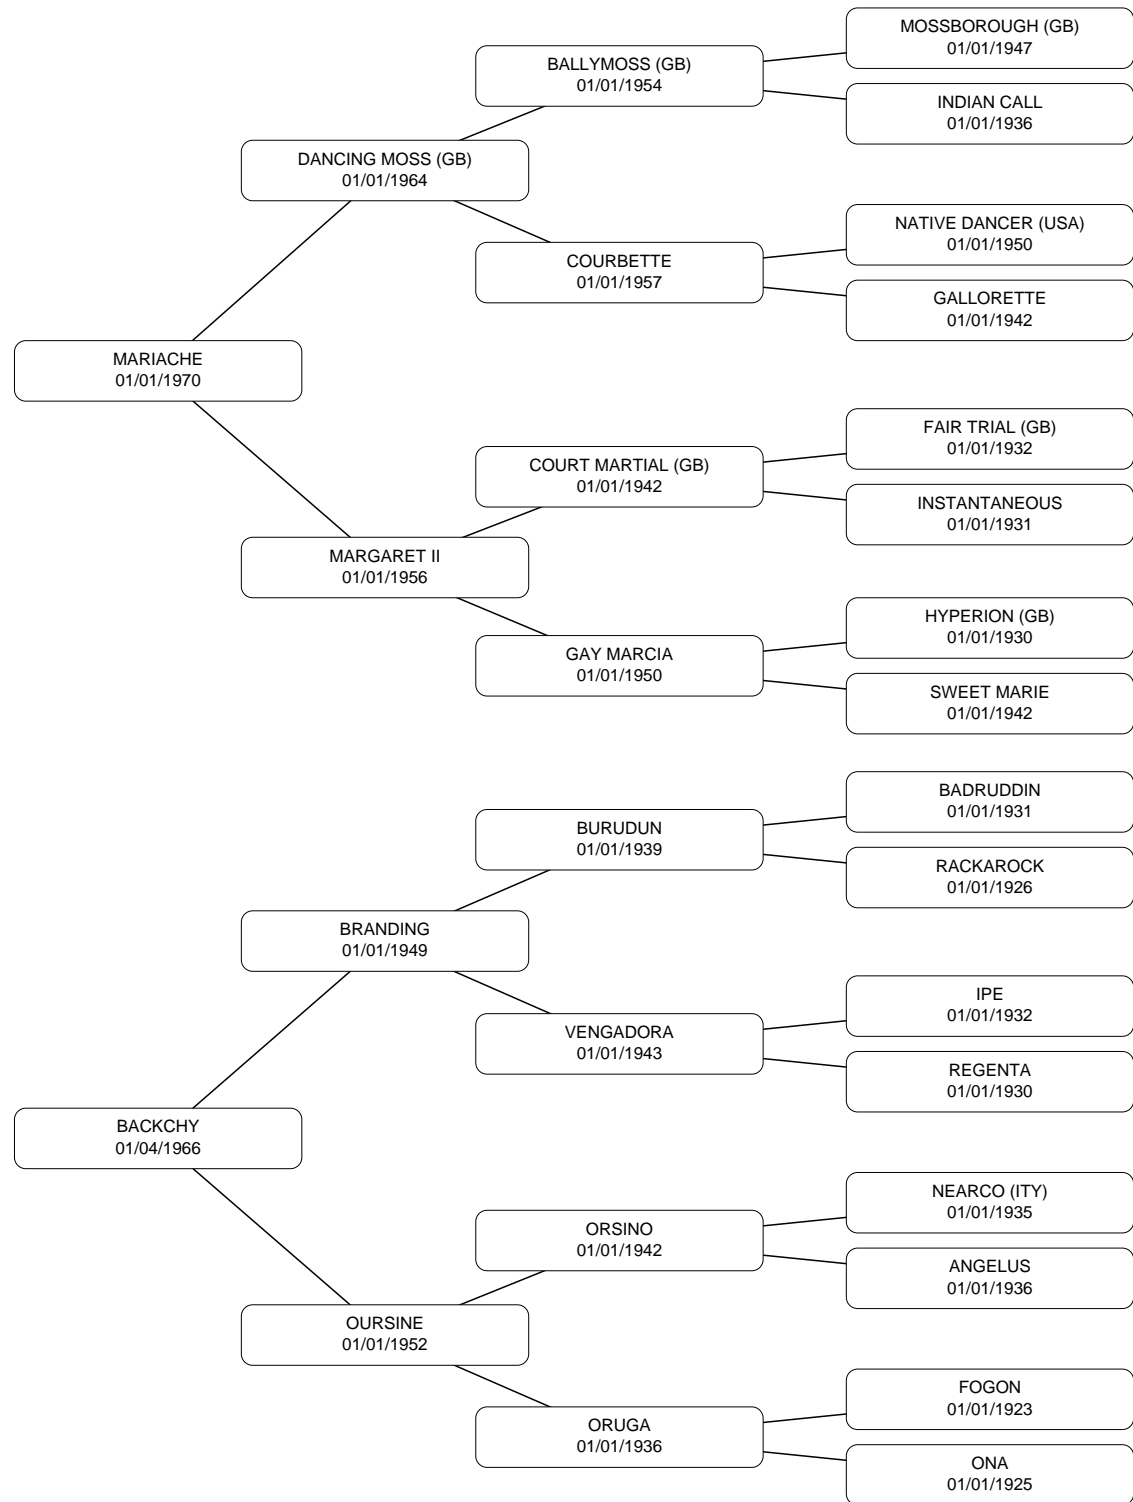 MOSSBOROUGH (GB)
01/01/1947
BALLYMOSS (GB)
01/01/1954
INDIAN CALL
01/01/1936
DANCING MOSS (GB)
01/01/1964
NATIVE DANCER (USA)
01/01/1950
COURBETTE
01/01/1957
GALLORETTE
01/01/1942
MARIACHE
01/01/1970
FAIR TRIAL (GB)
01/01/1932
COURT MARTIAL (GB)
01/01/1942
INSTANTANEOUS
01/01/1931
MARGARET II
01/01/1956
HYPERION (GB)
01/01/1930
GAY MARCIA
01/01/1950
SWEET MARIE
01/01/1942
BADRUDDIN
01/01/1931
BURUDUN
01/01/1939
RACKAROCK
01/01/1926
BRANDING
01/01/1949
IPE
01/01/1932
VENGADORA
01/01/1943
REGENTA
01/01/1930
BACKCHY
01/04/1966
NEARCO (ITY)
01/01/1935
ORSINO
01/01/1942
ANGELUS
01/01/1936
OURSINE
01/01/1952
FOGON
01/01/1923
ORUGA
01/01/1936
ONA
01/01/1925